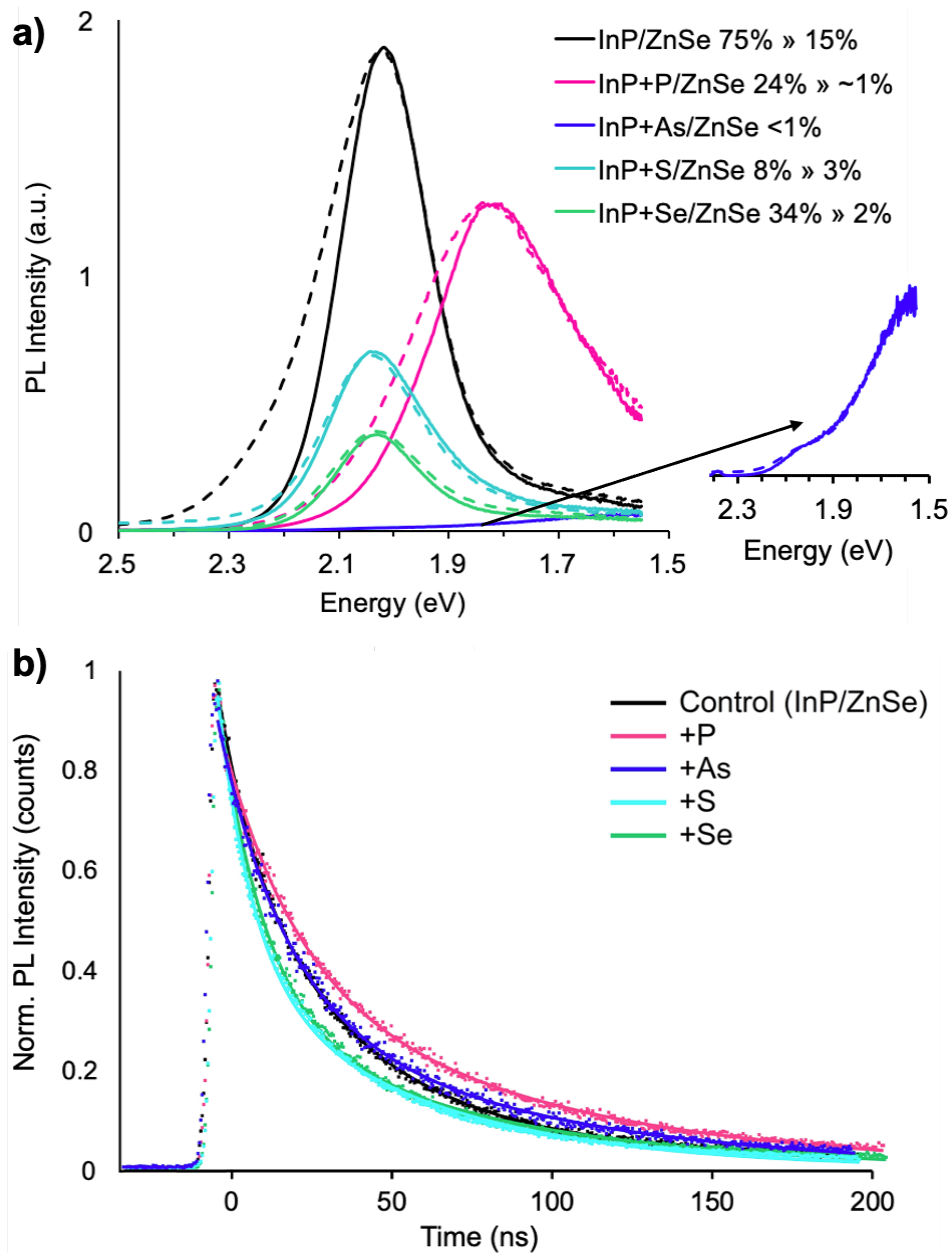 a)
2
1
0
PL Intensity (a.u.)
InP/ZnSe 75% » 15%
InP+P/ZnSe 24% » ~1%
InP+As/ZnSe <1%
InP+S/ZnSe 8% » 3%
InP+Se/ZnSe 34% » 2%
2.5 2.3 2.1 1.9 1.7 1.5
Energy (eV)
2.3 1.9 1.5
Energy (eV)
b)
1
0.8
0.6
0.4
0.2
0
Norm. PL Intensity (counts)
Control (InP/ZnSe)
+P
+As
+S
+Se
0 50 100 150 200
Time (ns)